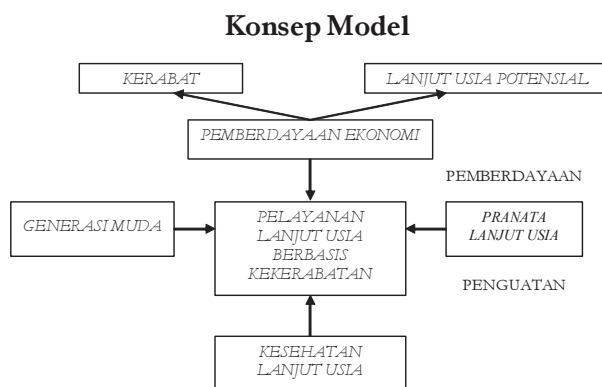 Konsep Model
KERABAT
LANJUT USIA POTENSIAL
PEMBERDAYAAN EKONOMI
PEMBERDAYAAN
GENERASI MUDA
PELAYANAN
LANJUT USIA
BERBASIS
KEKERABATAN
PRANATA
LANJUT USIA
PENGUATAN
KESEHATAN
LANJUT USIA